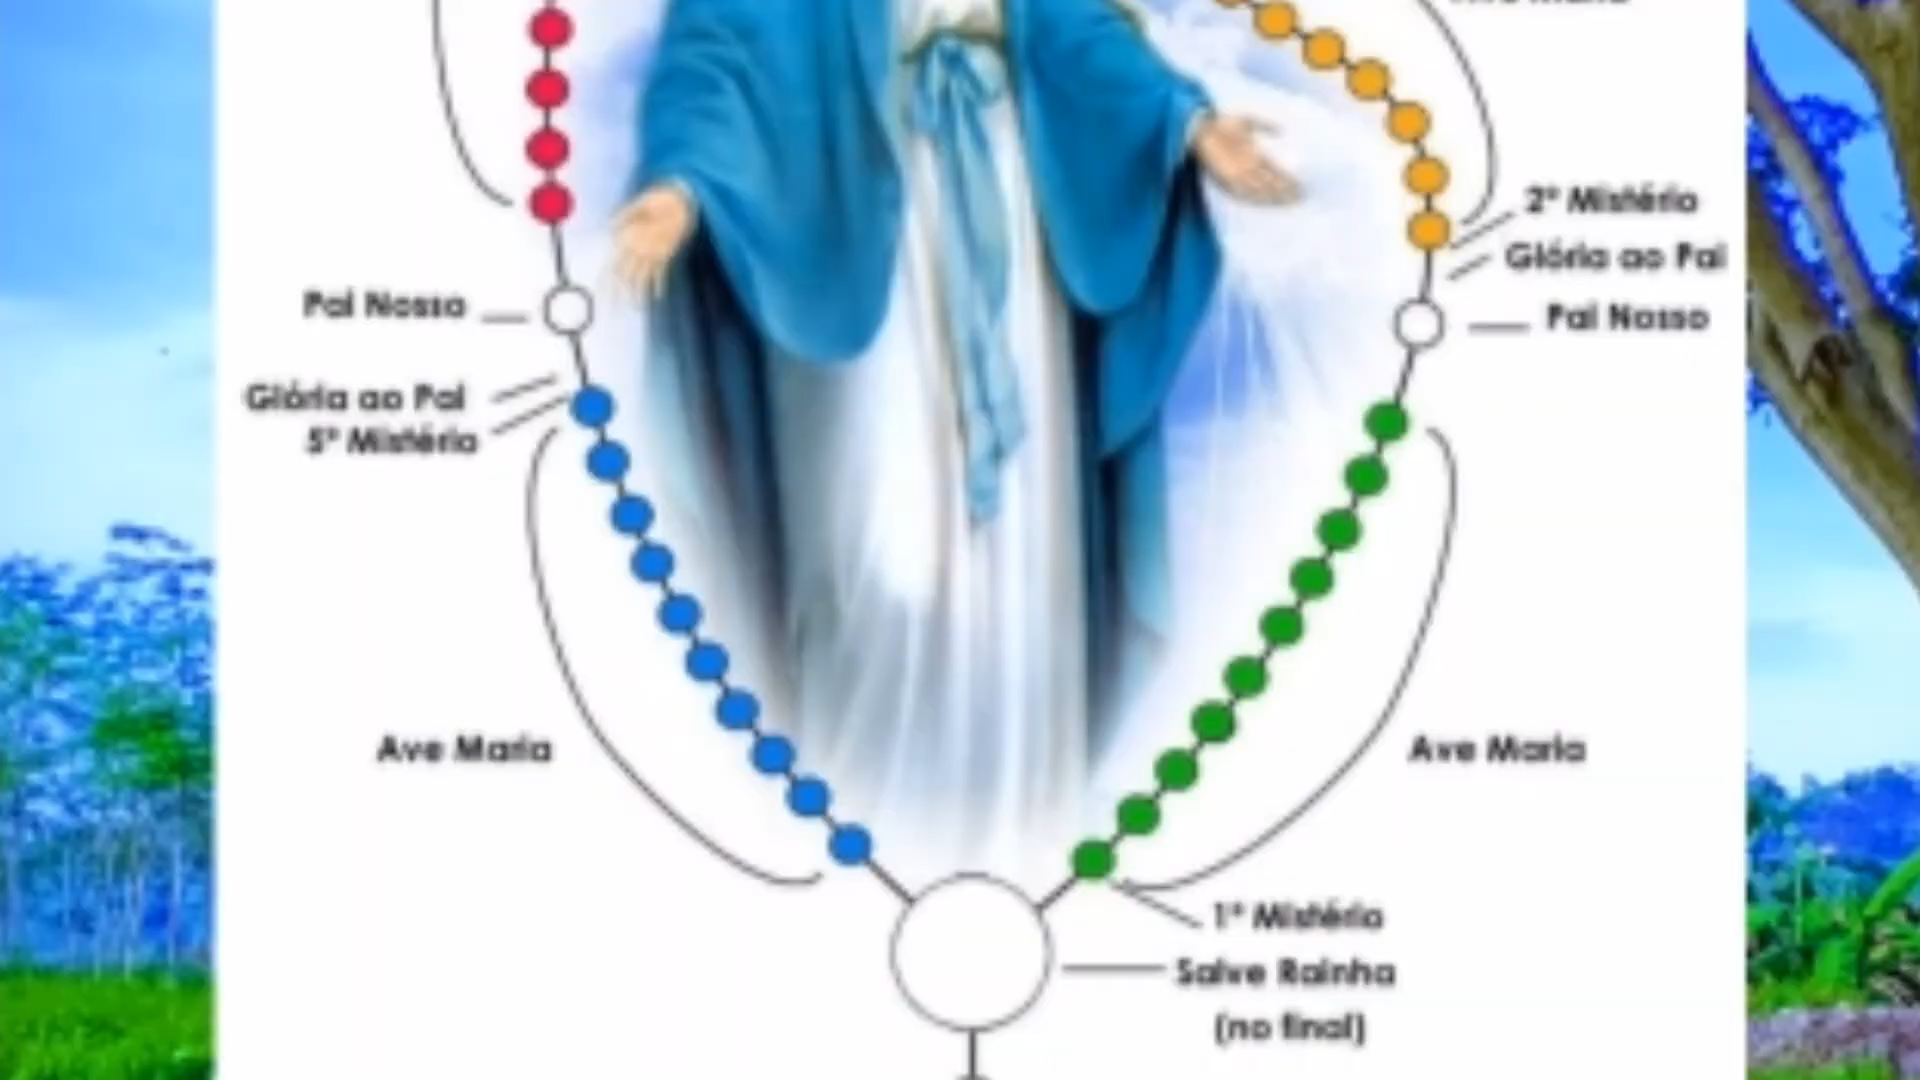 2º Mistério
Glória ao Pai
Pai Nosso
Pai Nosso
Glória ao Pai
5º Mistério
Ave Maria
Ave Maria
1º Mistério
Salve Rainha
(no final)